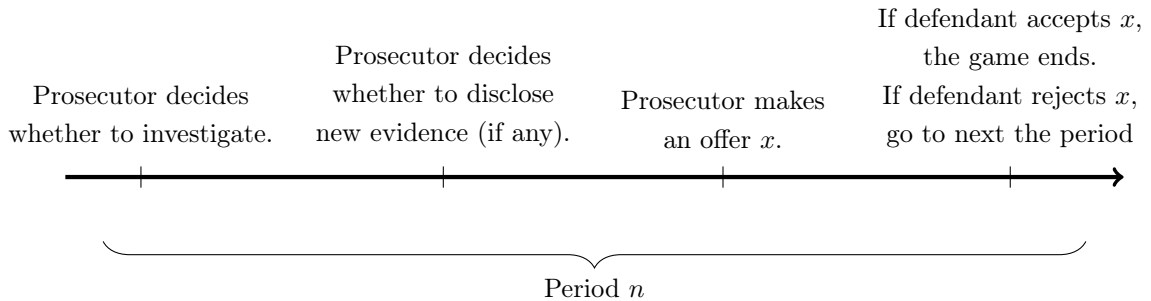 Prosecutor decides
whether to investigate.
Prosecutor decides
whether to disclose
new evidence (if any).
Prosecutor makes
an offer x.
If defendant accepts x,
the game ends.
If defendant rejects x,
go to next the period
Period n